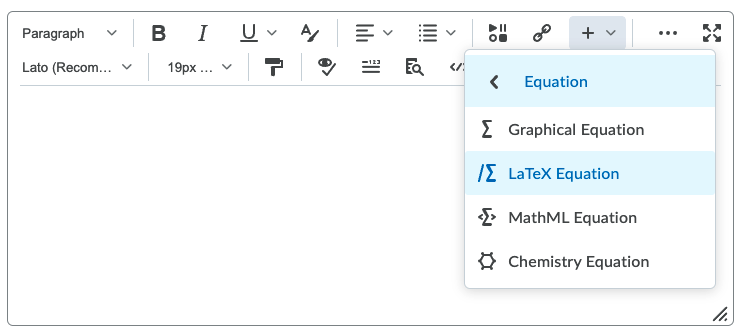 Paragraph B I U A
Lato (Recom... 19px ...
Equation
Graphical Equation
LaTeX Equation
MathML Equation
Chemistry Equation